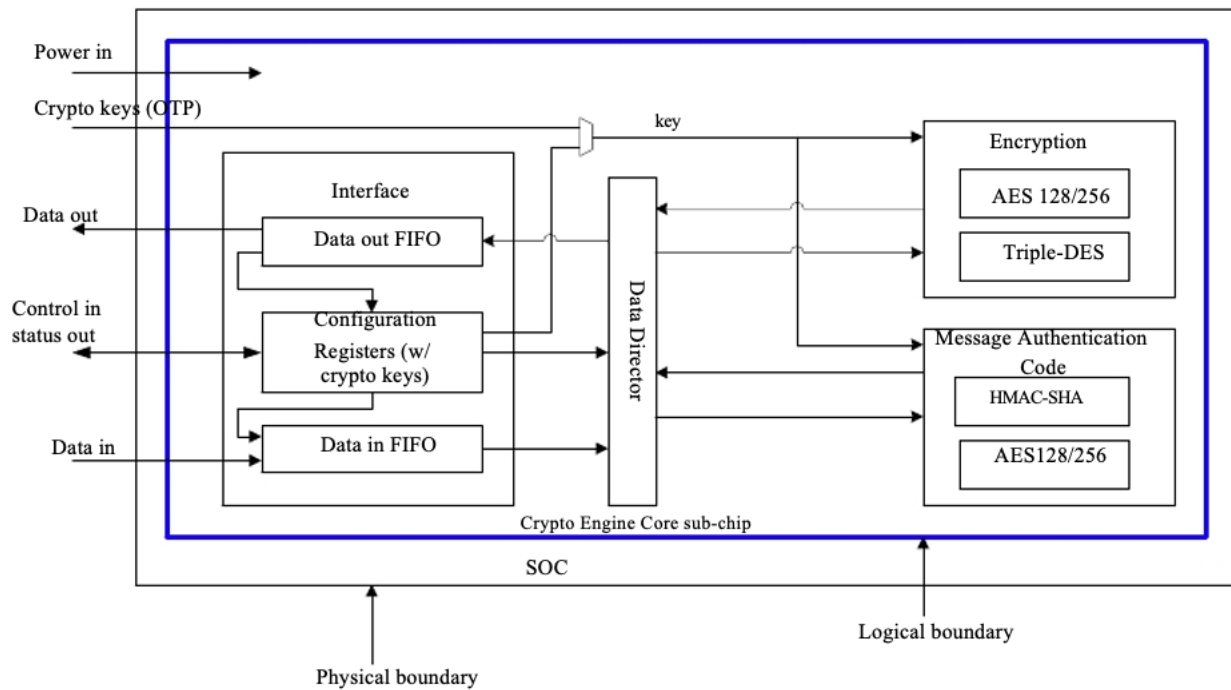 Power in
Crypto keys (OTP)
key
Encryption
AES 128/256
Triple-DES
Interface
Data out
Data out FIFO
Control in
status out
Configuration
Registers (w/
crypto keys)
Data in
Data in FIFO
Data Director
Message Authentication
Code
HMAC-SHA
AES128/256
Crypto Engine Core sub-chip
SOC
Logical boundary
Physical boundary